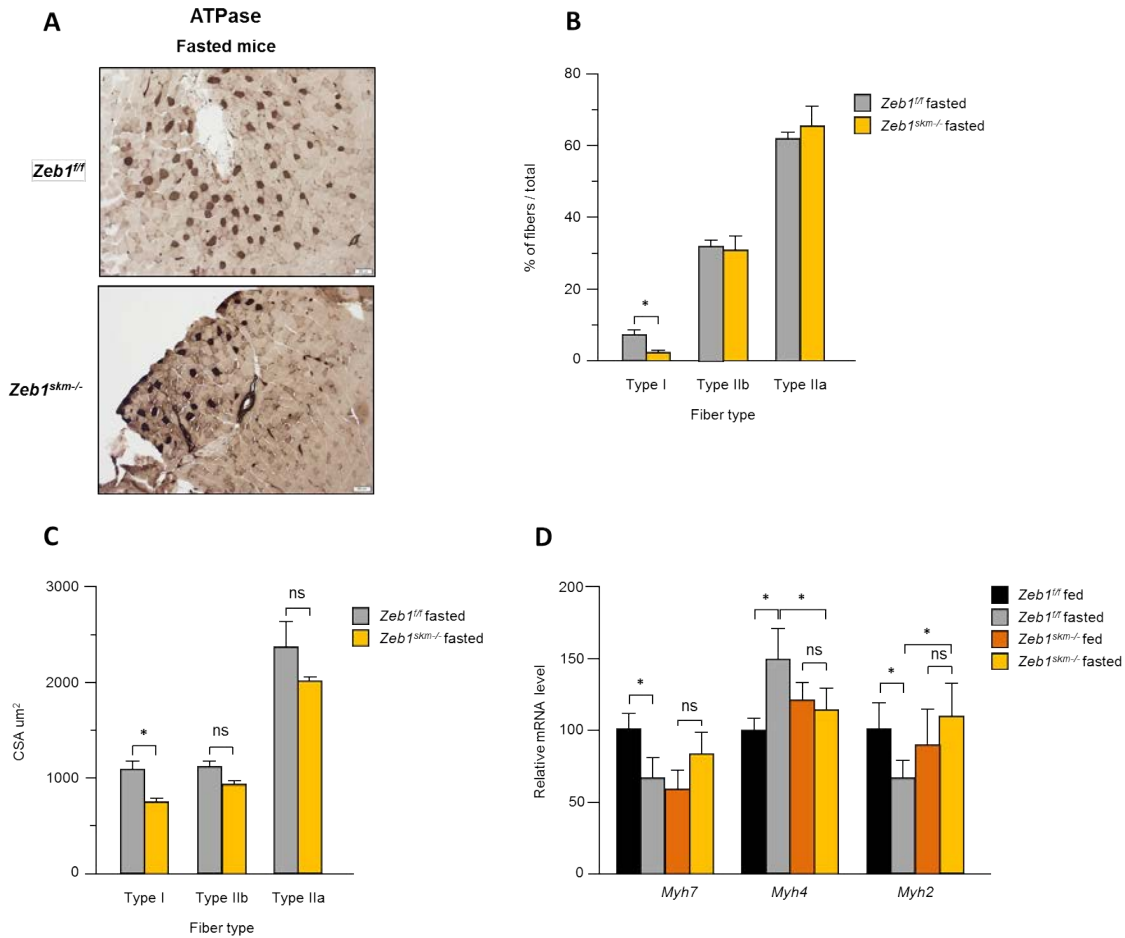 A
ATPase
Fasted mice
Zeb1f/f
Zeb1skm-/-
B
80
60
40
20
0
% of fibers / total
*
Type I
Type IIb
Type IIa
Fiber type
Zeb1f/f fasted
Zeb1skm-/- fasted
C
3000
2000
1000
0
CSA um²
*
ns
ns
Type I
Type IIb
Type IIa
Fiber type
Zeb1f/f fasted
Zeb1skm-/- fasted
D
200
150
100
50
0
Relative mRNA level
*
ns
*
*
ns
*
*
ns
Myh7
Myh4
Myh2
Zeb1f/f fed
Zeb1f/f fasted
Zeb1skm-/- fed
Zeb1skm-/- fasted